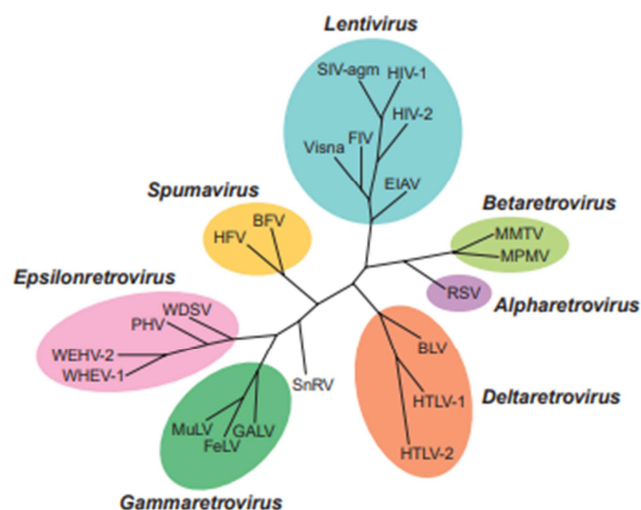 Lentivirus
SIV-agm
HIV-1
HIV-2
FIV
Visna
EIAV
Spumavirus
BFV
HFV
Betaretrovirus
MMTV
MPMV
RSV
Alpharetrovirus
Epsilonretrovirus
WDSV
PHV
WEHV-2
WHEV-1
SnRV
BLV
HTLV-1
HTLV-2
Deltaretrovirus
MuLV
GALV
FeLV
Gammaretrovirus